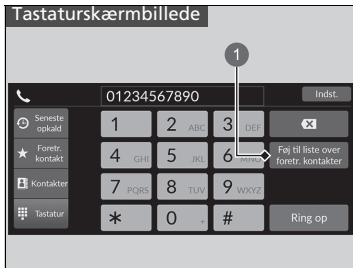 Tastaturskærmbillede
1
01234567890
Indst.
Seneste
opkald
1
2 ABC
3 DEF
Foretr.
kontakt
4 GHI
5 JKL
6 MNO
Føj til liste over
foretr. kontakter
Kontakter
7 PQRS
8 TUV
9 WXYZ
Tastatur
*
0 +
#
Ring op